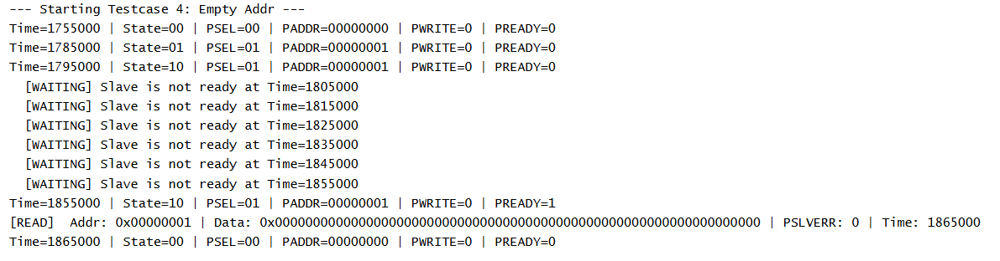 --- Starting Testcase 4: Empty Addr ---
Time=1755000 | State=00 | PSEL=00 | PADDR=00000000 | PWRITE=0 | PREADY=0
Time=1785000 | State=01 | PSEL=01 | PADDR=00000001 | PWRITE=0 | PREADY=0
Time=1795000 | State=10 | PSEL=01 | PADDR=00000001 | PWRITE=0 | PREADY=0
[WAITING] Slave is not ready at Time=1805000
[WAITING] Slave is not ready at Time=1815000
[WAITING] Slave is not ready at Time=1825000
[WAITING] Slave is not ready at Time=1835000
[WAITING] Slave is not ready at Time=1845000
[WAITING] Slave is not ready at Time=1855000
Time=1855000 | State=10 | PSEL=01 | PADDR=00000001 | PWRITE=0 | PREADY=1
[READ]  Addr: 0x00000001 | Data: 0x0000000000000000000000000000000000000000000000000000000000000000 | PSLVERR: 0 | Time: 1865000
Time=1865000 | State=00 | PSEL=00 | PADDR=00000000 | PWRITE=0 | PREADY=0